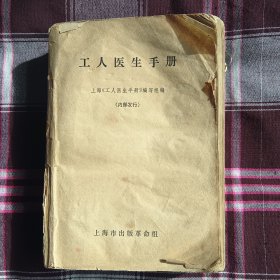 工人医生手册
上海《工人医生手册》编写组编
（内部发行）
上海市出版革命组